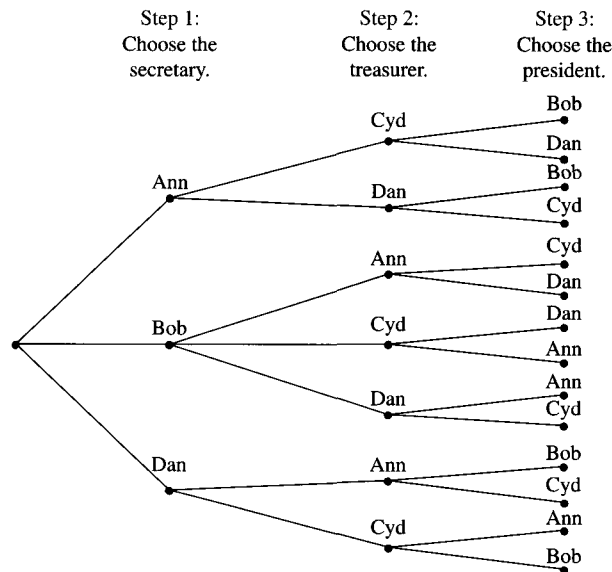 Step 1:
Choose the
secretary.
Step 2:
Choose the
treasurer.
Step 3:
Choose the
president.
Ann
Cyd
Bob
Dan
Dan
Bob
Cyd
Bob
Ann
Cyd
Dan
Cyd
Dan
Ann
Dan
Ann
Cyd
Dan
Ann
Bob
Cyd
Cyd
Ann
Bob